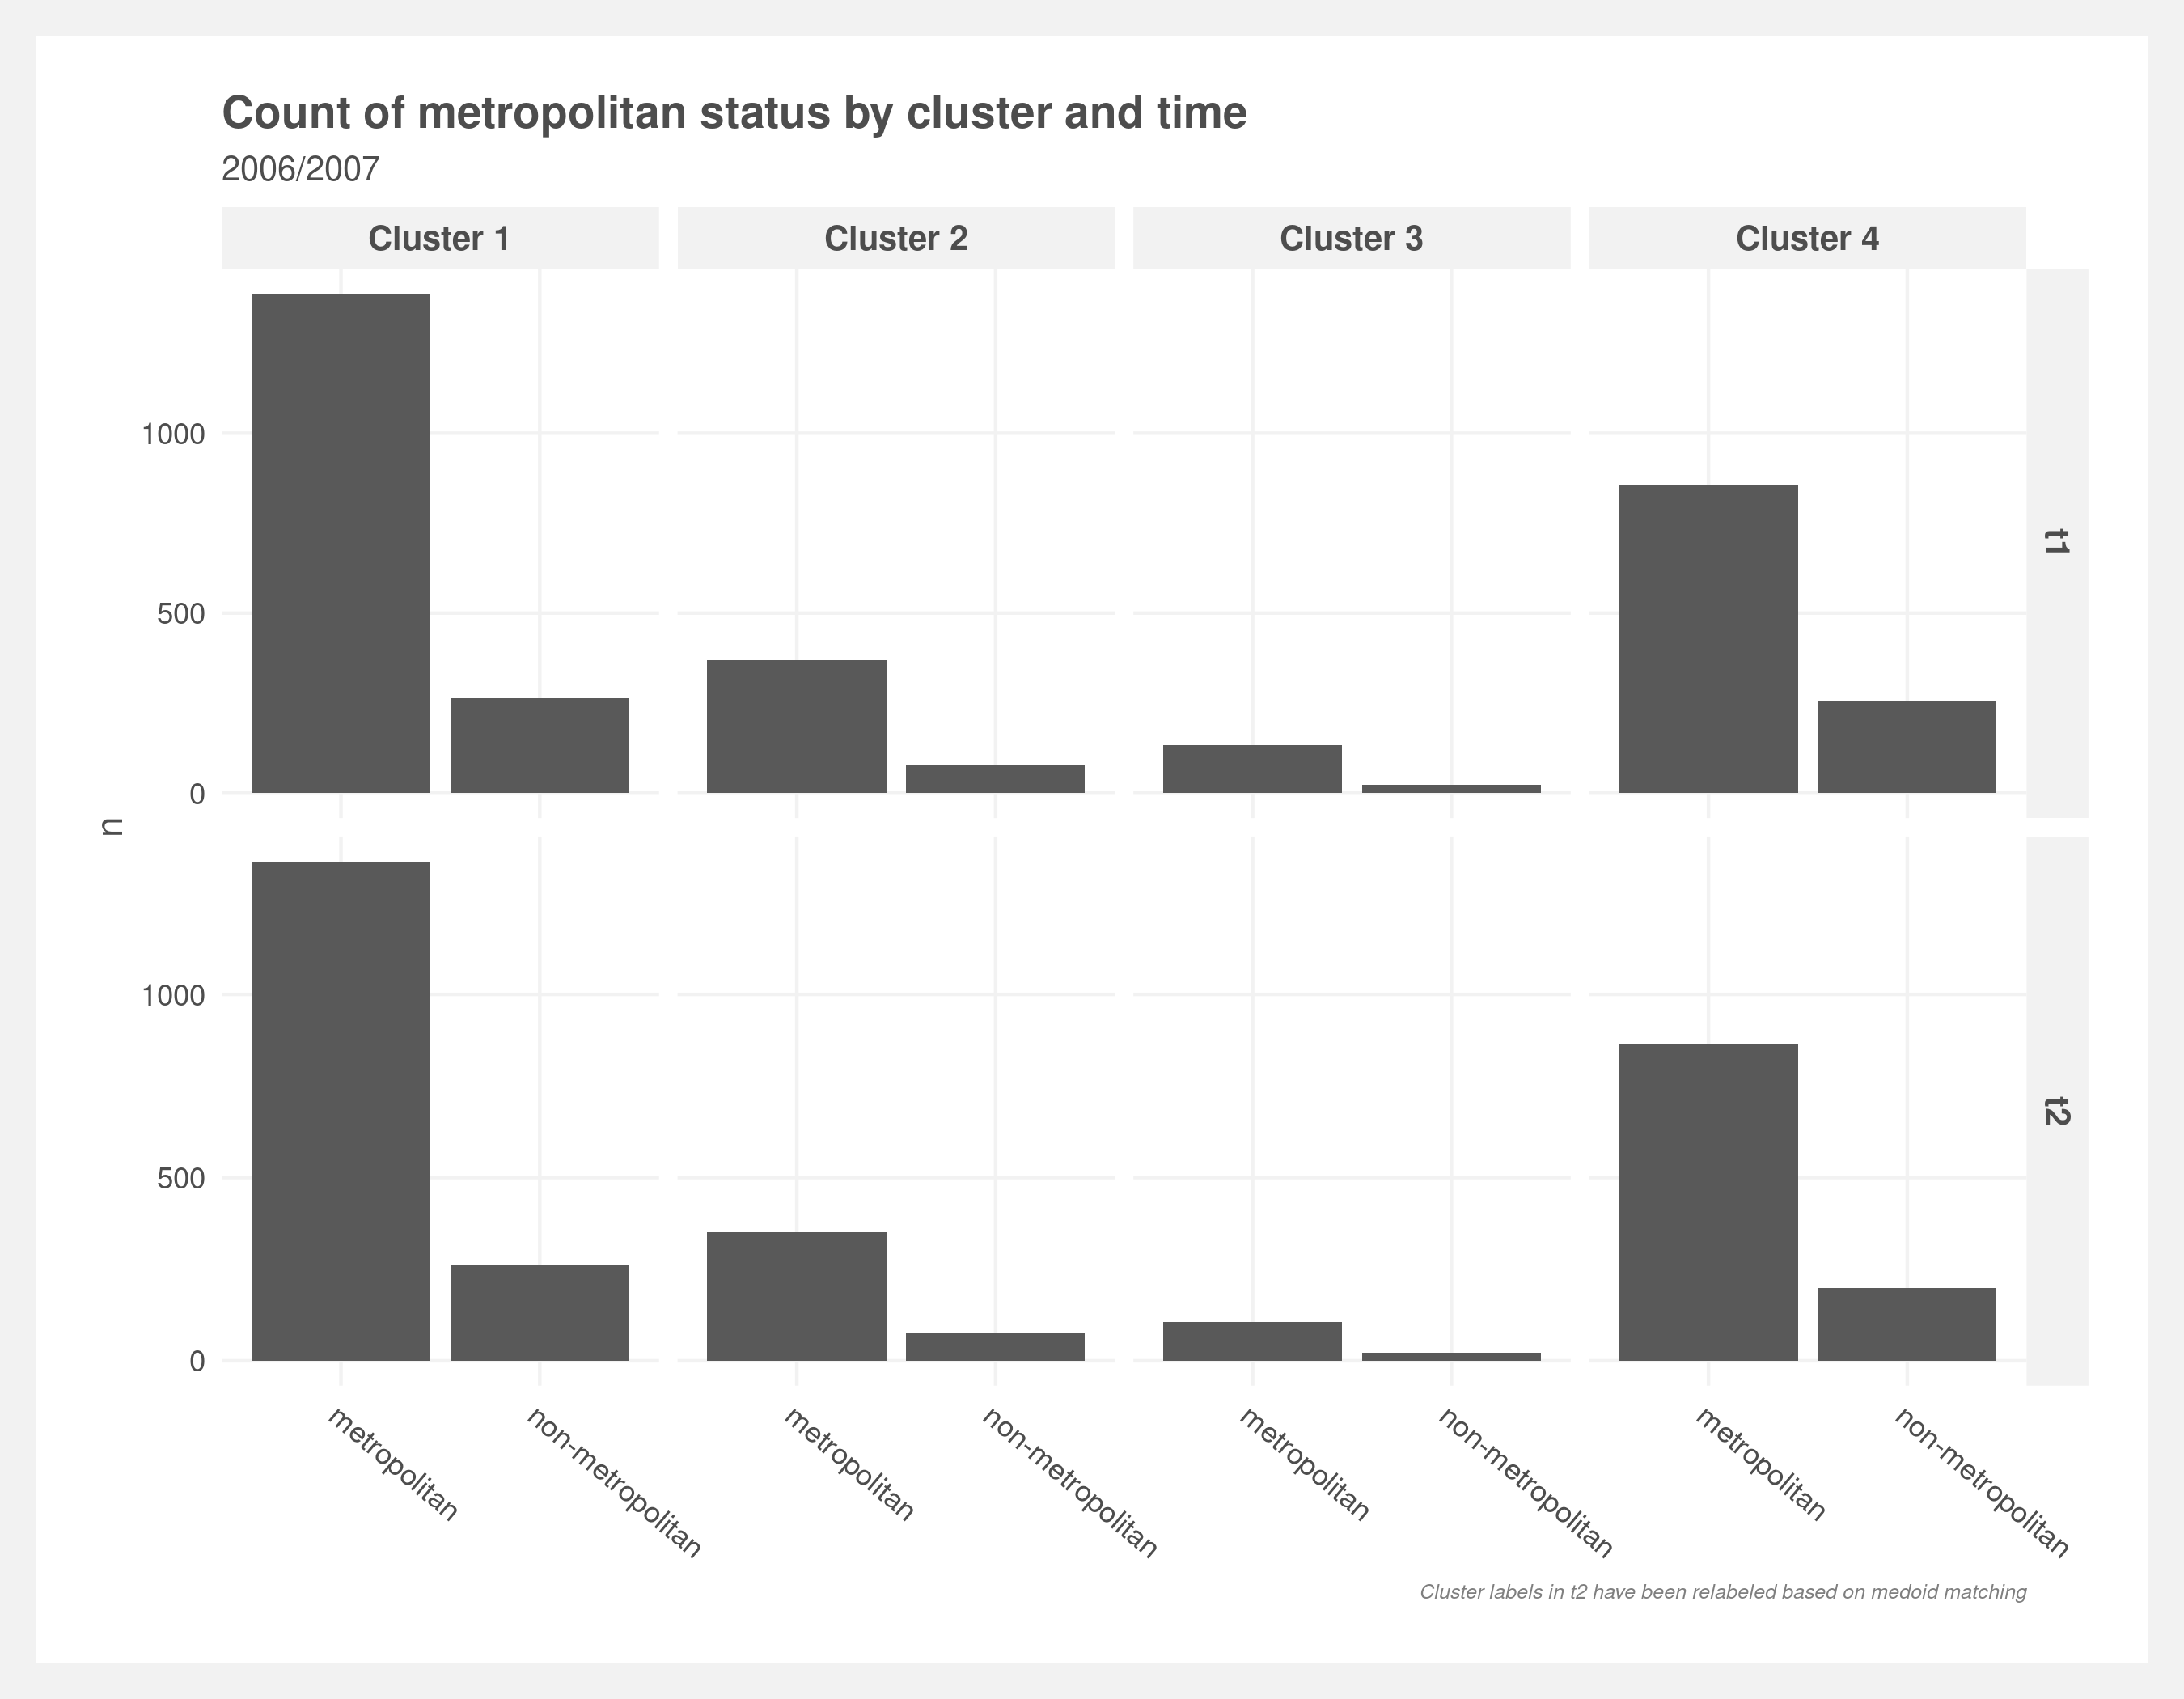 Count of metropolitan status by cluster and time
2006/2007
Cluster 1
Cluster 2
Cluster 3
Cluster 4
1000
500
0
t1
n
1000
500
0
t2
metropolitan
non-metropolitan
metropolitan
non-metropolitan
metropolitan
non-metropolitan
metropolitan
non-metropolitan
Cluster labels in t2 have been relabeled based on medoid matching